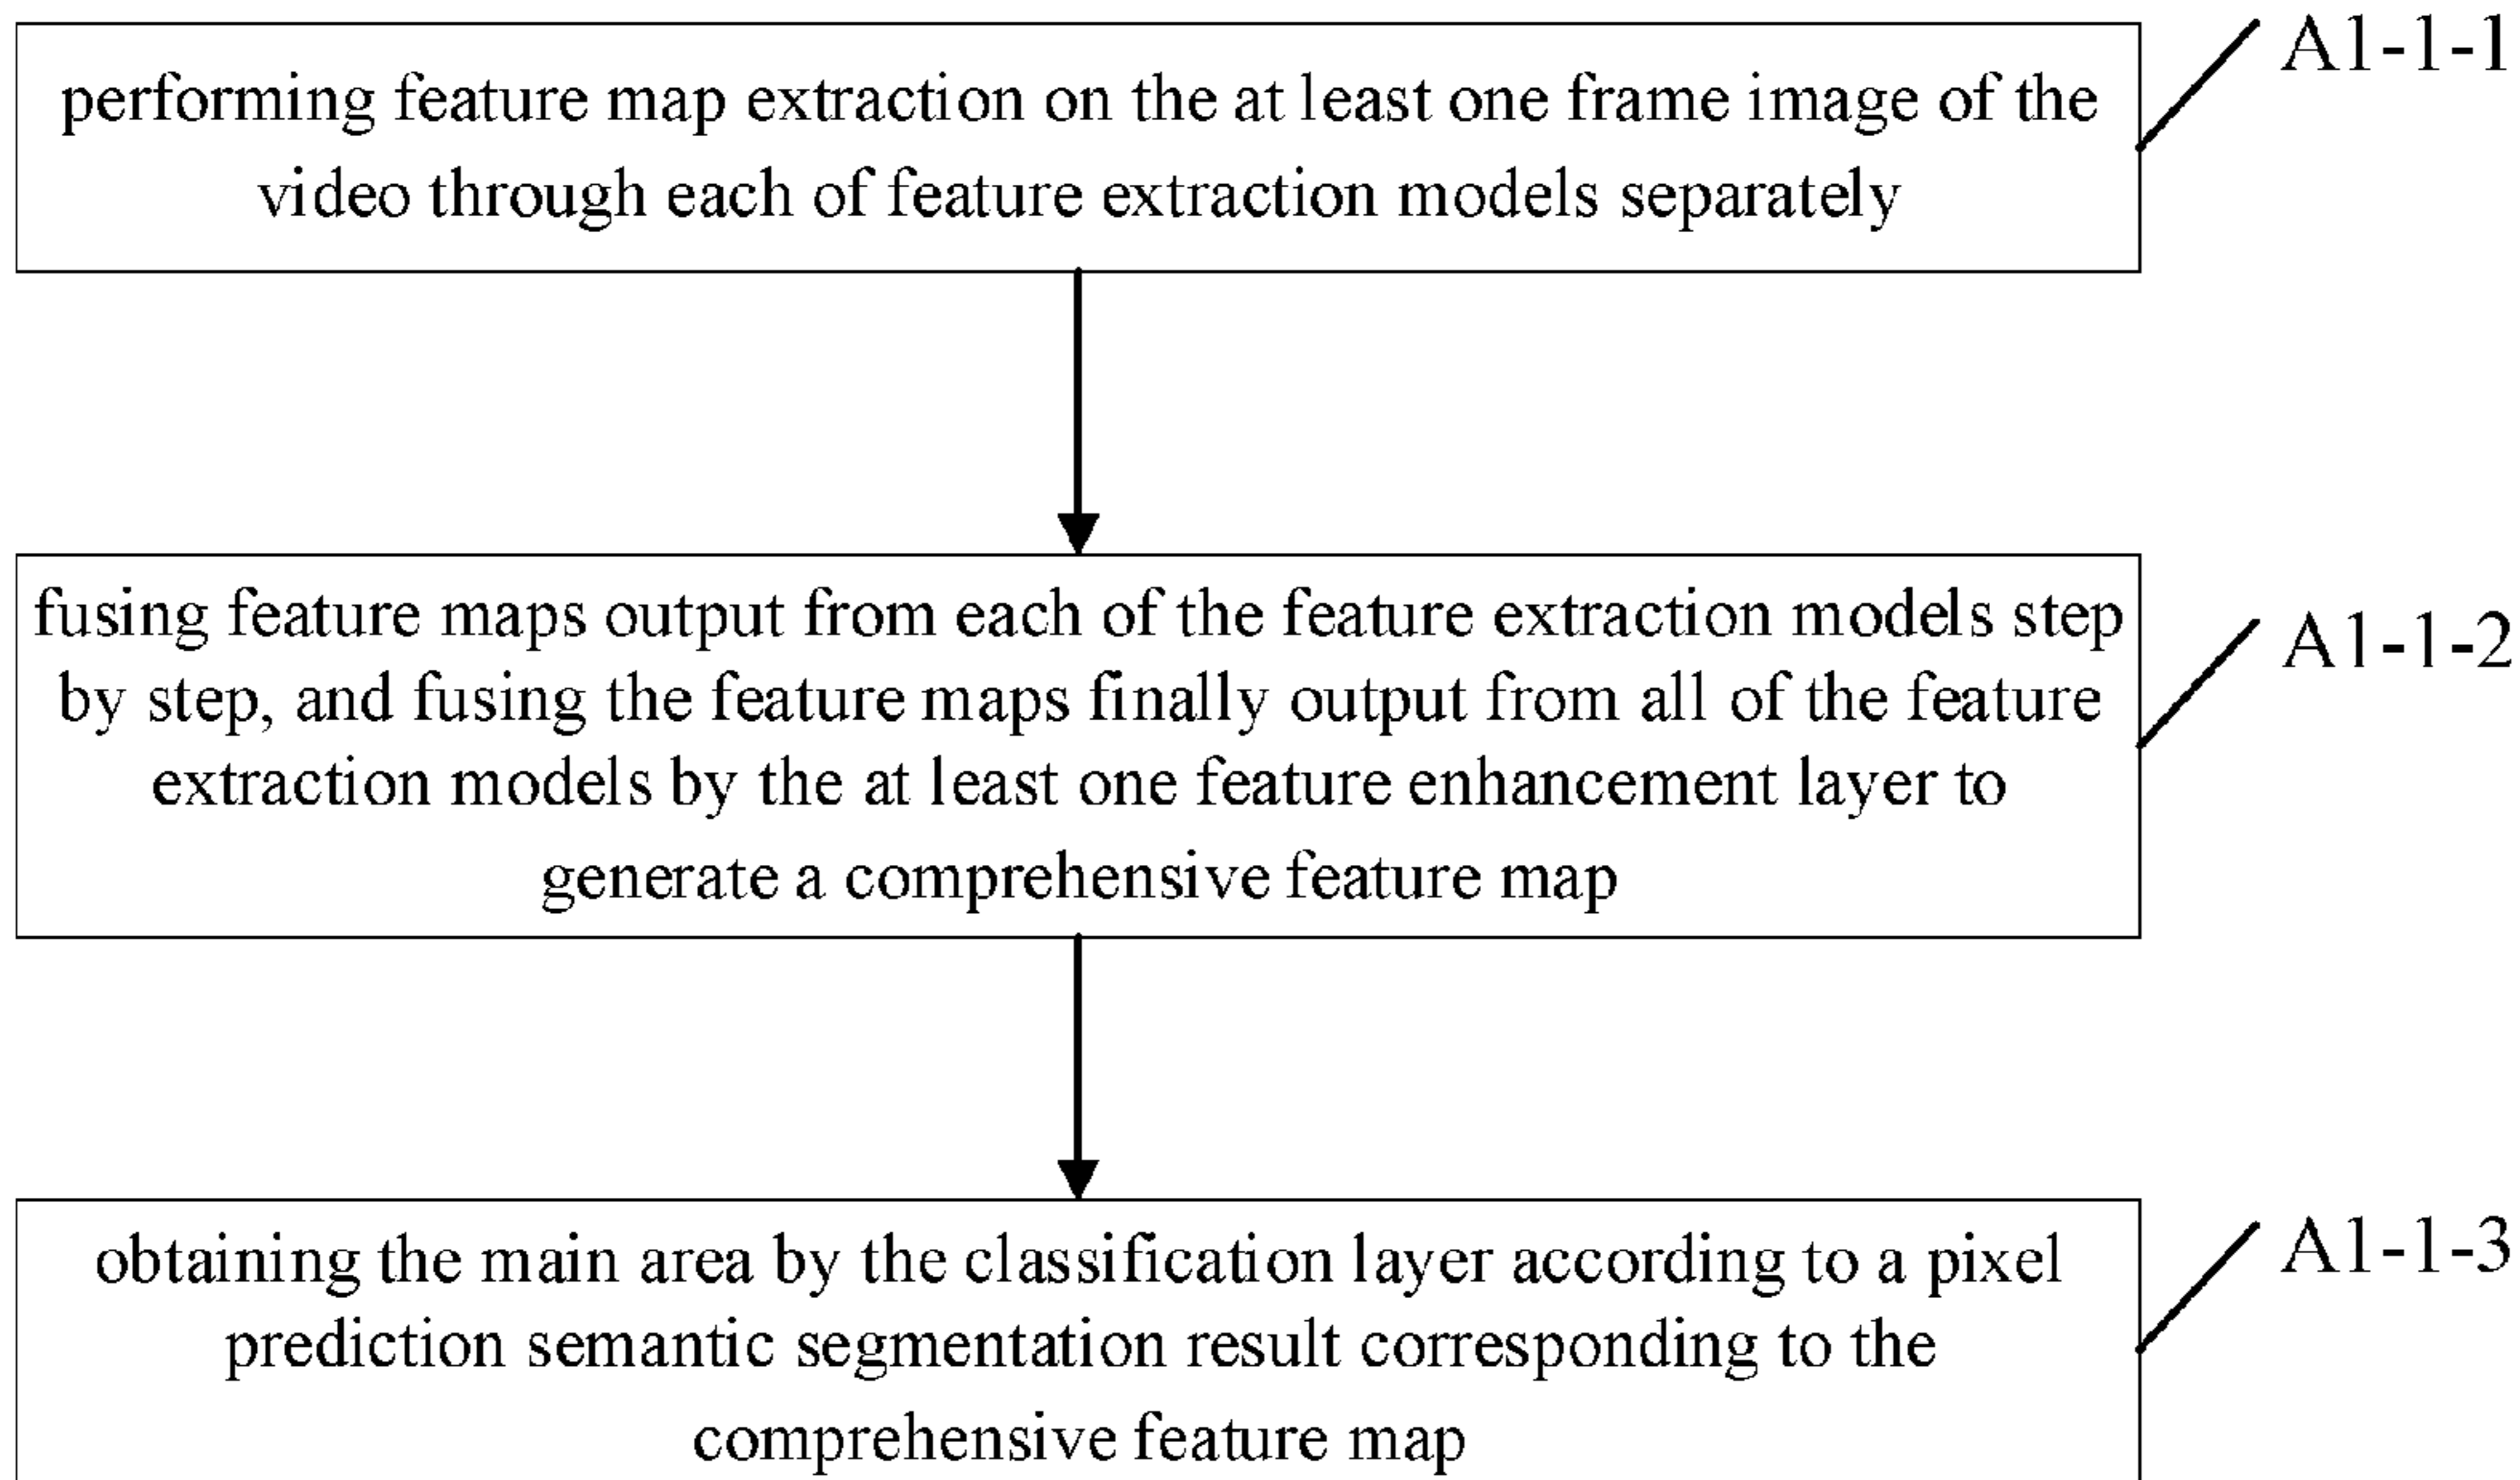 A1-1-1
performing feature map extraction on the at least one frame image of the
video through each of feature extraction models separately
fusing feature maps output from each of the feature extraction models step
by step, and fusing the feature maps finally output from all of the feature
extraction models by the at least one feature enhancement layer to
generate a comprehensive feature map
A1-1-2
obtaining the main area by the classification layer according to a pixel
prediction semantic segmentation result corresponding to the
comprehensive feature map
A1-1-3